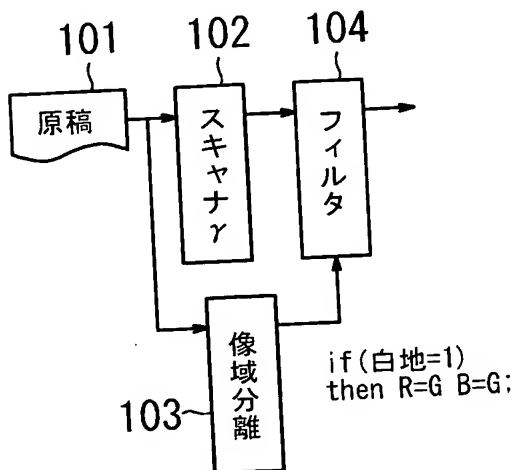 101
102
104
原稿
スキャナγ
フィルタ
像域分離
103
if(白地=1)
then R=G B=G;